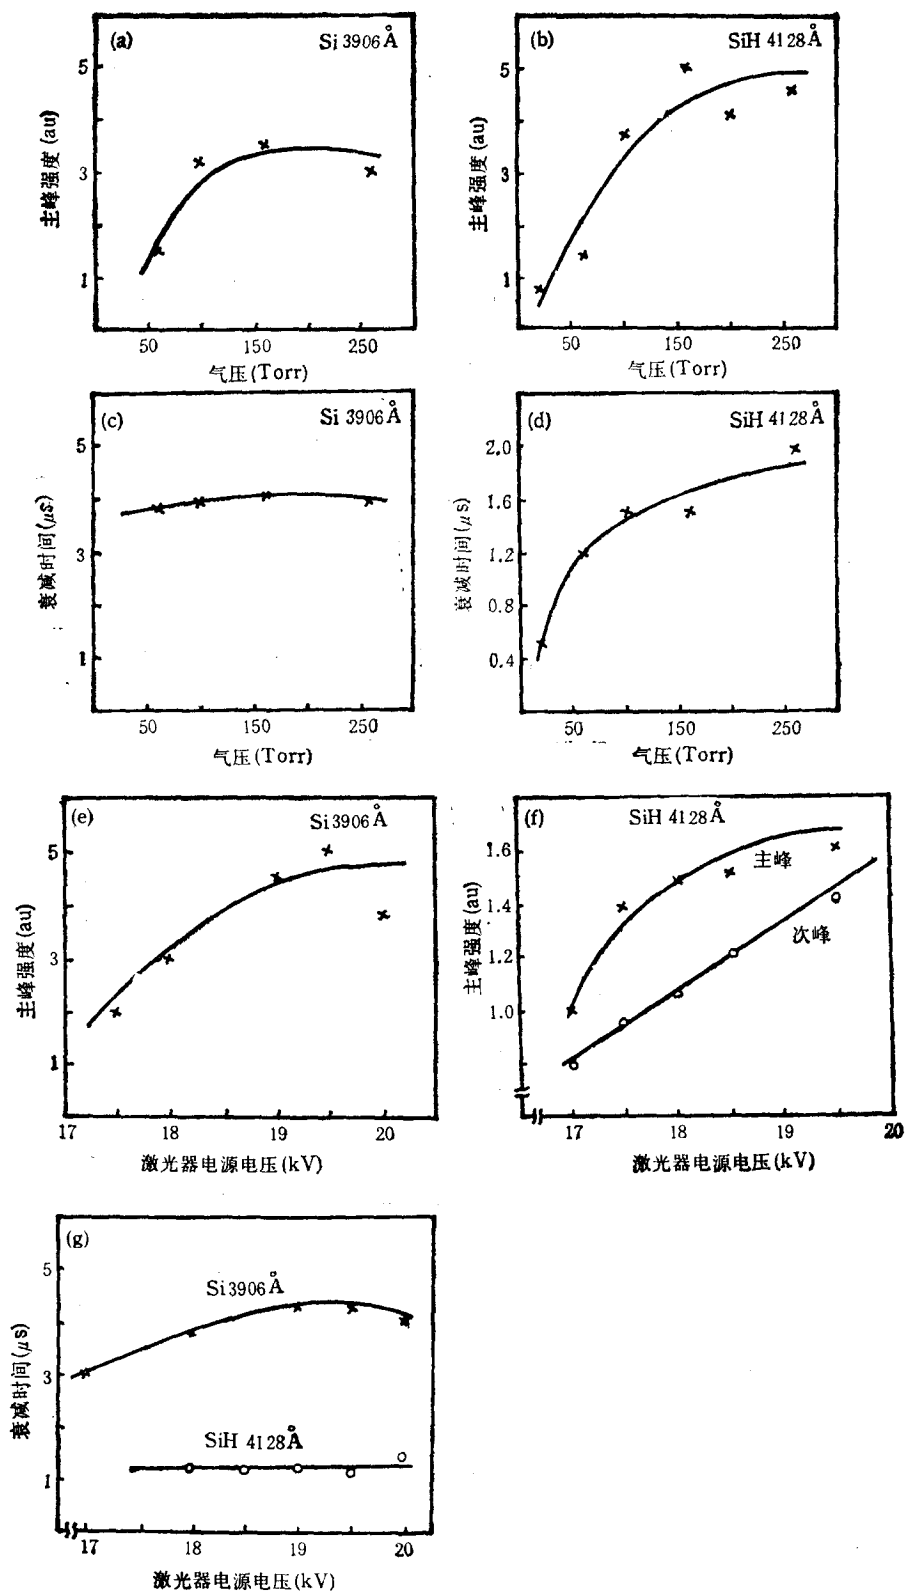 (a) Si 3906Å
5
3
1
主峰强度(au)
50 100 150 250
气压(Torr)
(b) SiH 4128Å
5
3
1
主峰强度(au)
50 150 250
气压(Torr)
(c) Si 3906Å
5
3
1
衰减时间(μs)
50 150 250
气压(Torr)
(d) SiH 4128Å
2.0
1.6
1.2
0.8
0.4
衰减时间(μs)
50 150 250
气压(Torr)
(e) Si3906Å
5
3
1
主峰强度(au)
17 18 19 20
激光器电源电压(kV)
(f) SiH 4128Å
1.6
1.4
1.2
1.0
主峰强度(au)
主峰
次峰
17 18 19 20
激光器电源电压(kV)
(g)
Si3906Å
SiH 4128Å
5
3
1
衰减时间(μs)
17 18 19 20
激光器电源电压(kV)